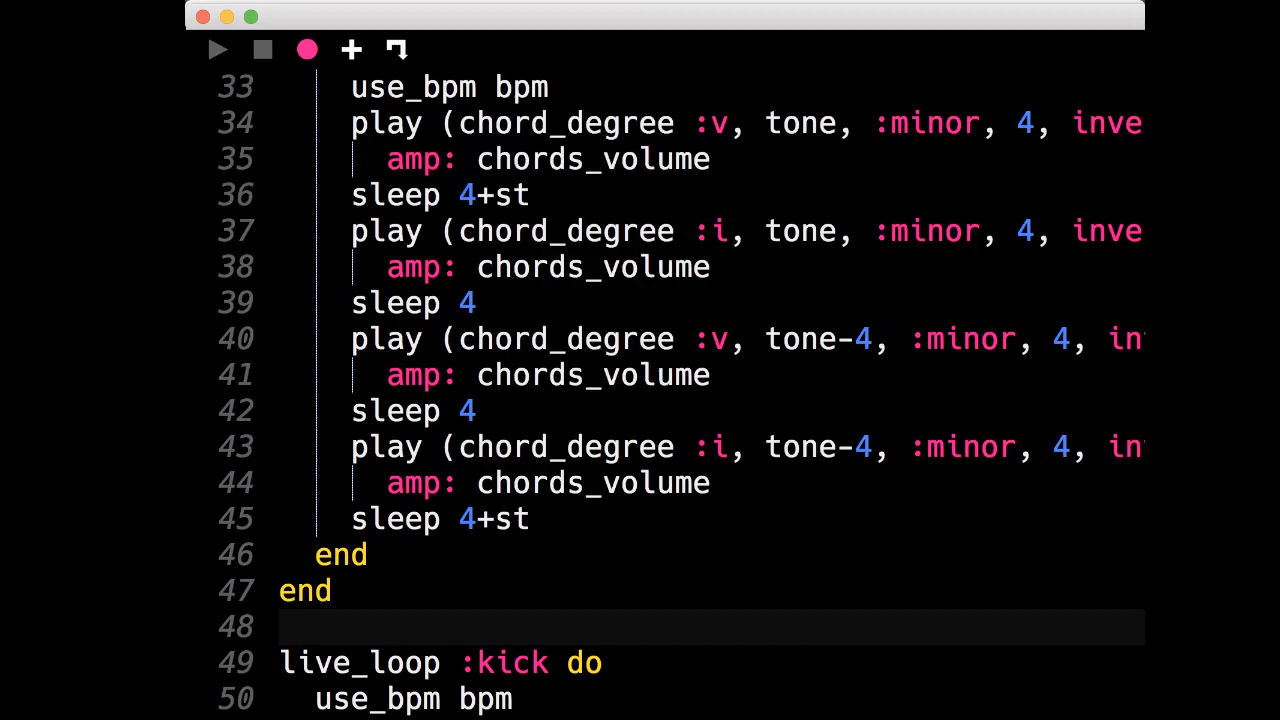 33 use_bpm bpm
34 play (chord_degree :v, tone, :minor, 4, inve
35 amp: chords_volume
36 sleep 4+st
37 play (chord_degree :i, tone, :minor, 4, inve
38 amp: chords_volume
39 sleep 4
40 play (chord_degree :v, tone-4, :minor, 4, in
41 amp: chords_volume
42 sleep 4
43 play (chord_degree :i, tone-4, :minor, 4, in
44 amp: chords_volume
45 sleep 4+st
46 end
47 end
48
49 live_loop :kick do
50 use_bpm bpm